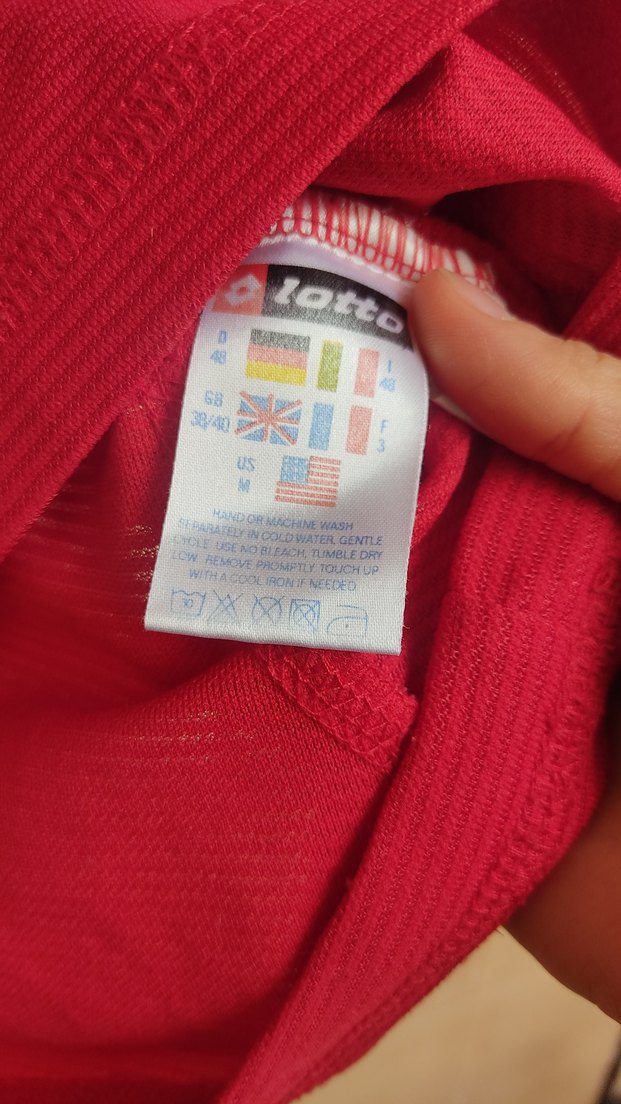 lotto
D
48
I
48
GB
38/40
F
3
US
M
HAND OR MACHINE WASH
SEPARATELY IN COLD WATER, GENTLE
CYCLE. USE NO BLEACH, TUMBLE DRY
LOW. REMOVE PROMPTLY. TOUCH UP
WITH A COOL IRON IF NEEDED